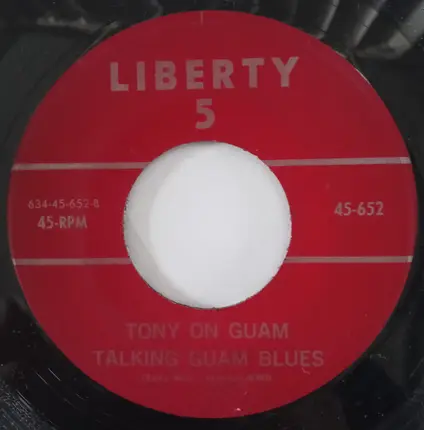 LIBERTY
5
634-45-652-B
45-RPM
45-652
TONY ON GUAM
TALKING GUAM BLUES